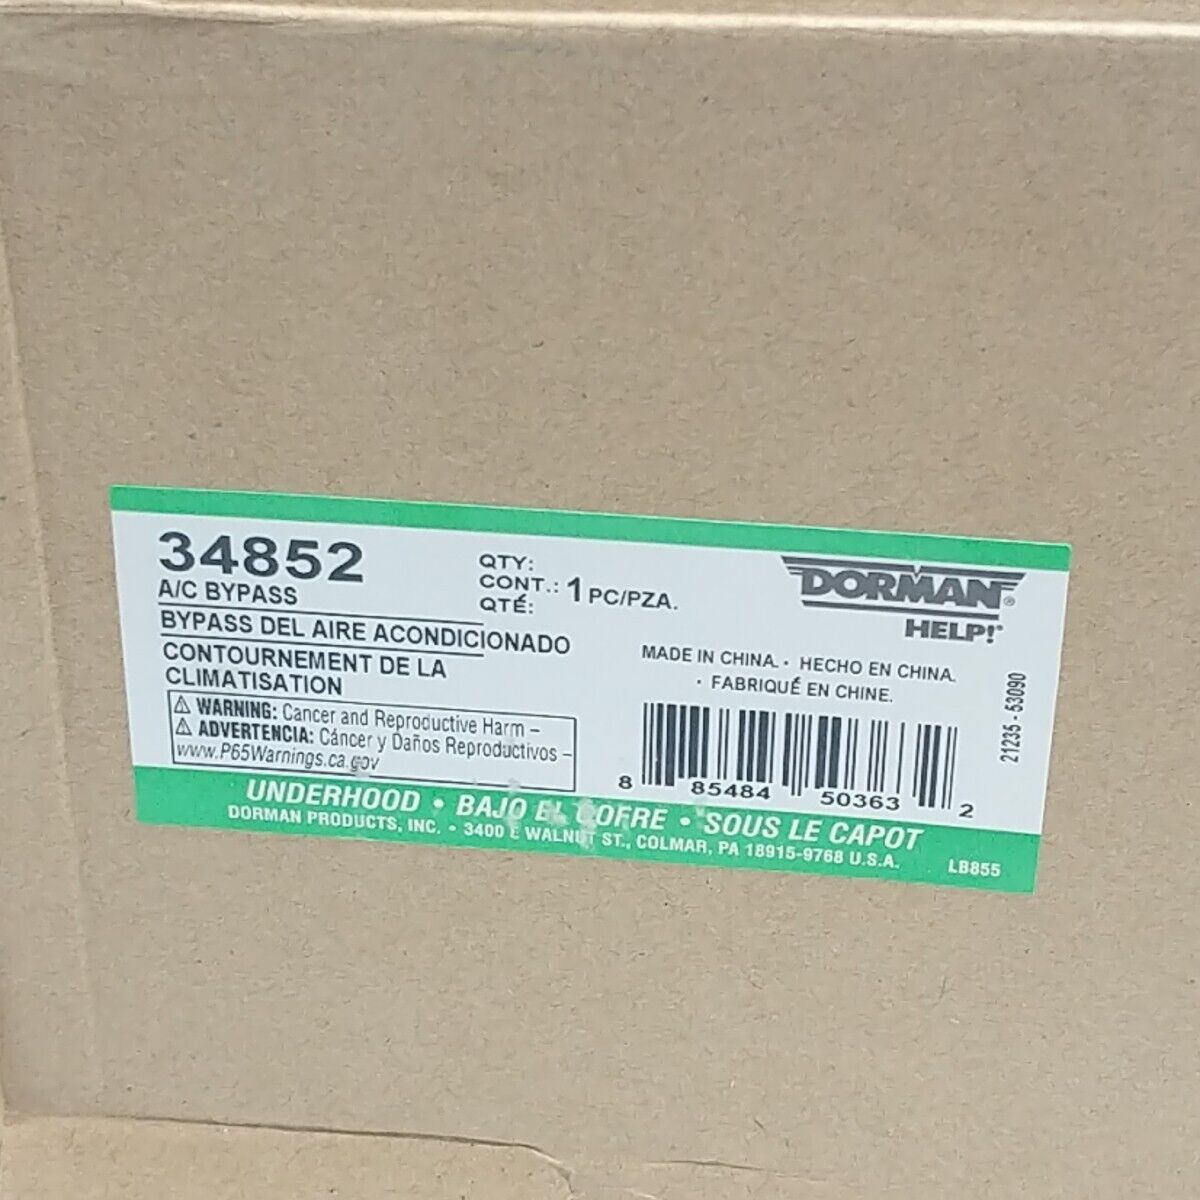 34852
A/C BYPASS
BYPASS DEL AIRE ACONDICIONADO
CONTOURNEMENT DE LA
CLIMATISATION
QTY:
CONT.: 1 PC/PZA.
QTÉ:
DORMAN®
HELP!®
MADE IN CHINA. · HECHO EN CHINA.
· FABRIQUÉ EN CHINE.
⚠ WARNING: Cancer and Reproductive Harm –
⚠ ADVERTENCIA: Cáncer y Daños Reproductivos –
www.P65Warnings.ca.gov
8 85484 50363 2
21235 - 53090
UNDERHOOD • BAJO EL COFRE • SOUS LE CAPOT
DORMAN PRODUCTS, INC. • 3400 E WALNUT ST., COLMAR, PA 18915-9768 U.S.A.
LB855